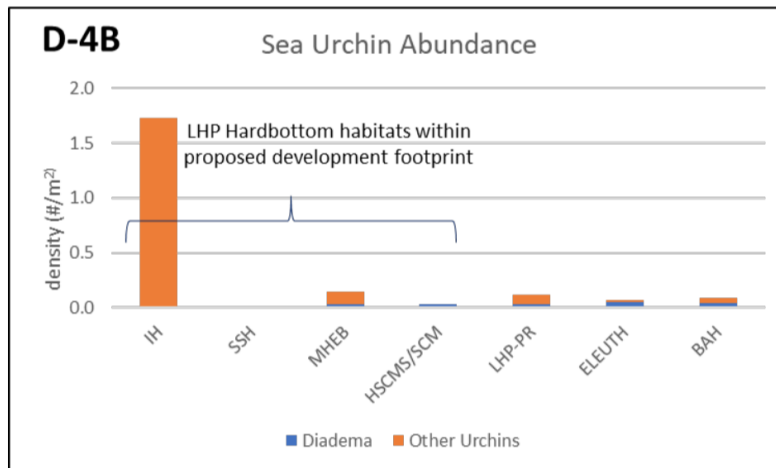 D-4B
Sea Urchin Abundance
2.0
LHP Hardbottom habitats within
proposed development footprint
1.5
1.0
0.5
0.0
density (#/m²)
IH
SSH
MHEB
HSCMS/SCM
LHP-PR
ELEUTH
BAH
Diadema
Other Urchins